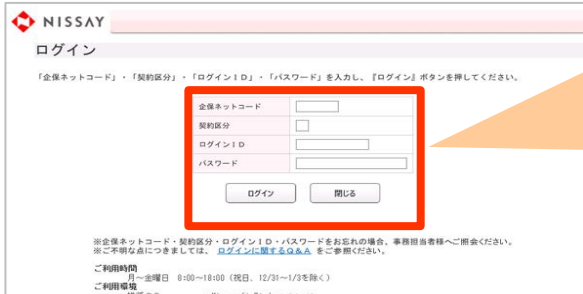 NISSAY
ログイン
「企保ネットコード」・「契約区分」・「ログインＩＤ」・「パスワード」を入力し、『ログイン』ボタンを押してください。
企保ネットコード
契約区分
ログインＩＤ
パスワード
ログイン 閉じる
※企保ネットコード・契約区分・ログインＩＤ・パスワードをお忘れの場合、事務担当者様へご照会ください。
※ご不明な点につきましては、ログインに関するＱ＆Ａ をご参照ください。
ご利用時間
月～金曜日 8:00～18:00（祝日、12/31～1/3を除く）
ご利用環境